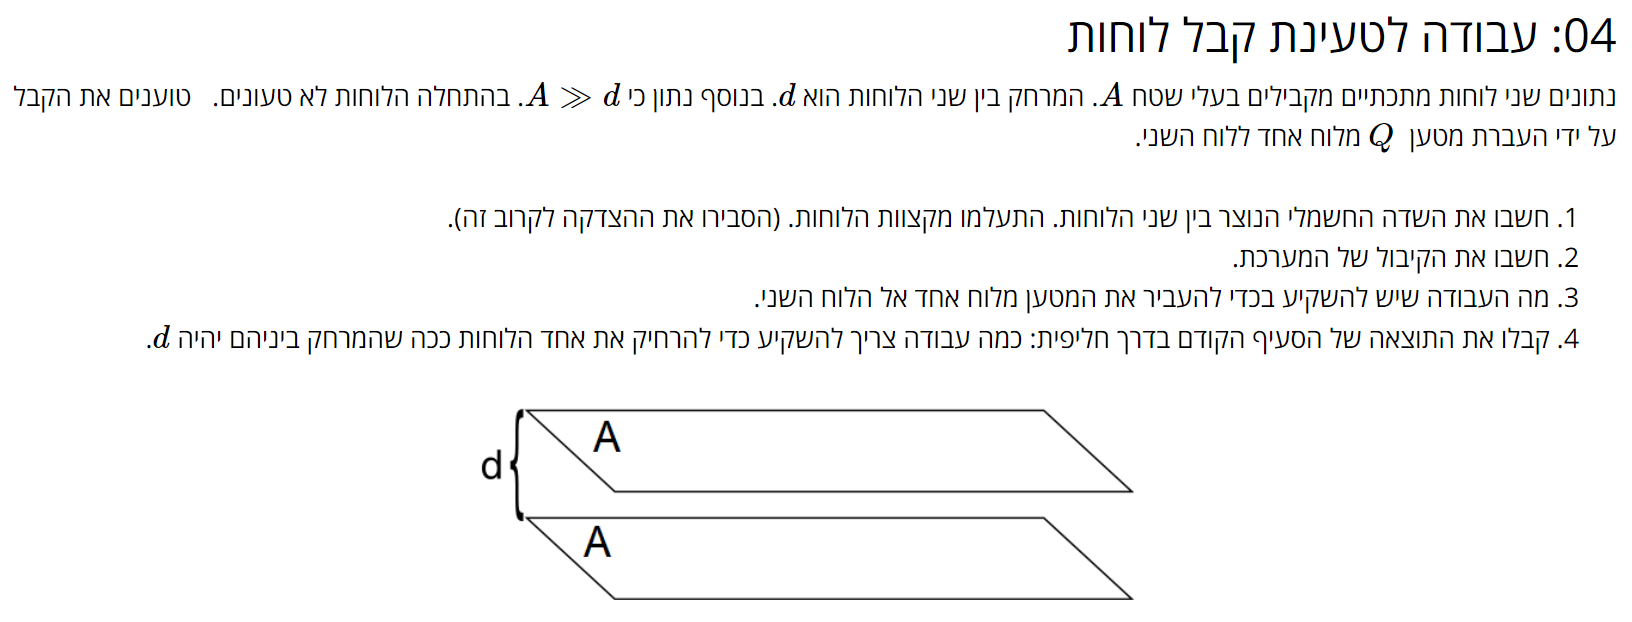 04: עבודה לטעינת קבל לוחות
נתונים שני לוחות מתכתיים מקבילים בעלי שטח A. המרחק בין שני הלוחות הוא d. בנוסף נתון כי A ≫ d. בהתחלה הלוחות לא טעונים. טוענים את הקבל
על ידי העברת מטען Q מלוח אחד ללוח השני.
1. חשבו את השדה החשמלי הנוצר בין שני הלוחות. התעלמו מקצוות הלוחות. (הסבירו את ההצדקה לקרוב זה).
2. חשבו את הקיבול של המערכת.
3. מה העבודה שיש להשקיע בכדי להעביר את המטען מלוח אחד אל הלוח השני.
4. קבלו את התוצאה של הסעיף הקודם בדרך חליפית: כמה עבודה צריך להשקיע כדי להרחיק את אחד הלוחות ככה שהמרחק ביניהם יהיה d.
A
d
A